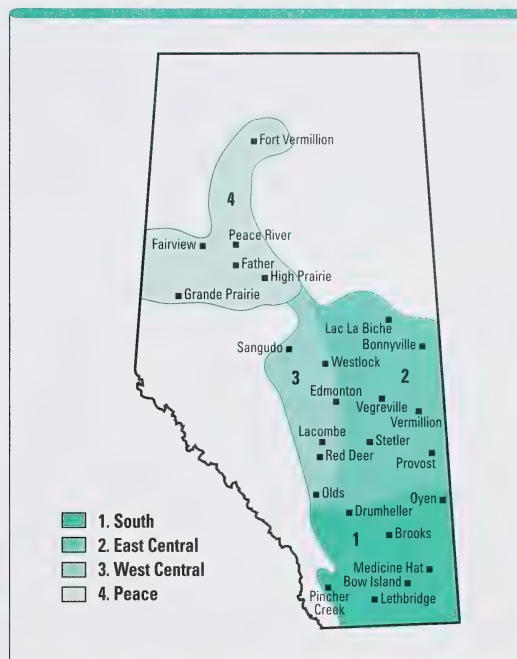 Fort Vermillion
4
Peace River
Fairview
Father
High Prairie
Grande Prairie
Lac La Biche
Bonnyville
Sangudo
Westlock
3
2
Edmonton
Vegreville
Vermillion
Lacombe
Stetler
Red Deer
Provost
Olds
Oyen
Drumheller
1
Brooks
Medicine Hat
Bow Island
Pincher
Creek
Lethbridge
1. South
2. East Central
3. West Central
4. Peace